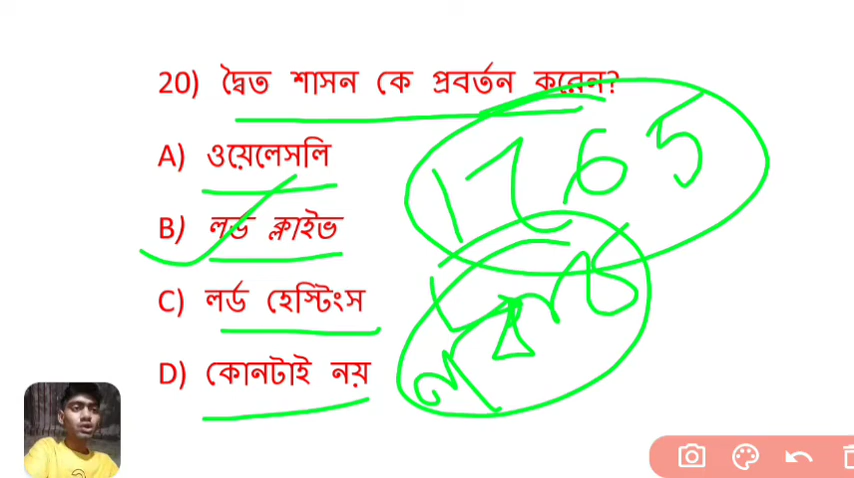 20) দ্বৈত শাসন কে প্রবর্তন করেন?
A) ওয়েলেসলি
1765
B) লর্ড ক্লাইভ
C) লর্ড হেস্টিংস
D) কোনটাই নয়